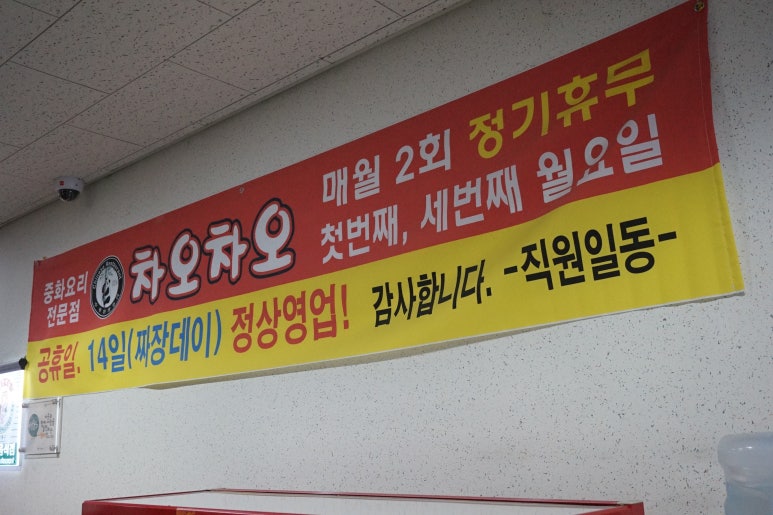 중화요리
전문점
차오차오
매월 2회 정기휴무
첫번째, 세번째 월요일
공휴일, 14일(짜장데이) 정상영업! 감사합니다. -직원일동-